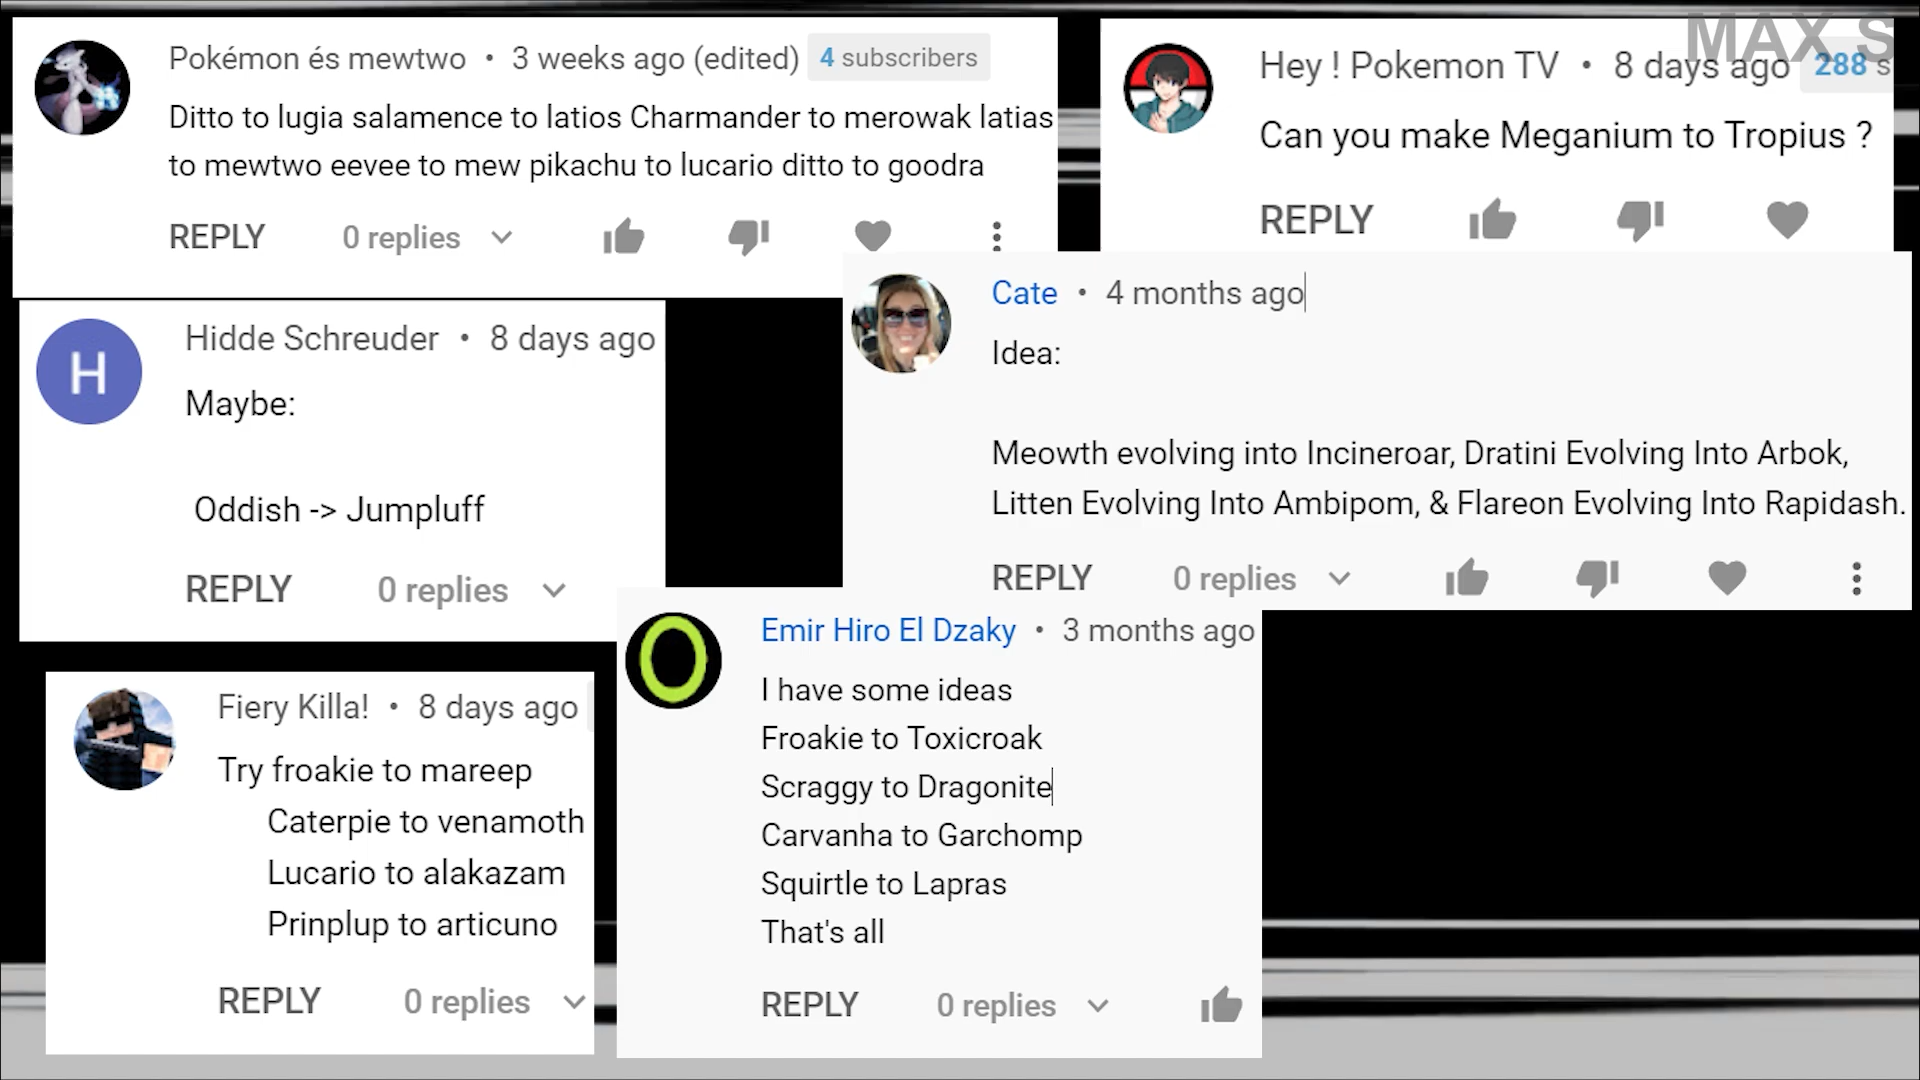 MAX S
Pokémon és mewtwo • 3 weeks ago (edited) 4 subscribers
Ditto to lugia salamence to latios Charmander to merowak latias
to mewtwo eevee to mew pikachu to lucario ditto to goodra
REPLY 0 replies
Hey ! Pokemon TV • 8 days ago 288 s
Can you make Meganium to Tropius ?
REPLY
H
Hidde Schreuder • 8 days ago
Maybe:
Oddish -> Jumpluff
REPLY 0 replies
Cate • 4 months ago
Idea:
Meowth evolving into Incineroar, Dratini Evolving Into Arbok,
Litten Evolving Into Ambipom, & Flareon Evolving Into Rapidash.
REPLY 0 replies
Fiery Killa! • 8 days ago
Try froakie to mareep
Caterpie to venamoth
Lucario to alakazam
Prinplup to articuno
REPLY 0 replies
Emir Hiro El Dzaky • 3 months ago
I have some ideas
Froakie to Toxicroak
Scraggy to Dragonite
Carvanha to Garchomp
Squirtle to Lapras
That's all
REPLY 0 replies